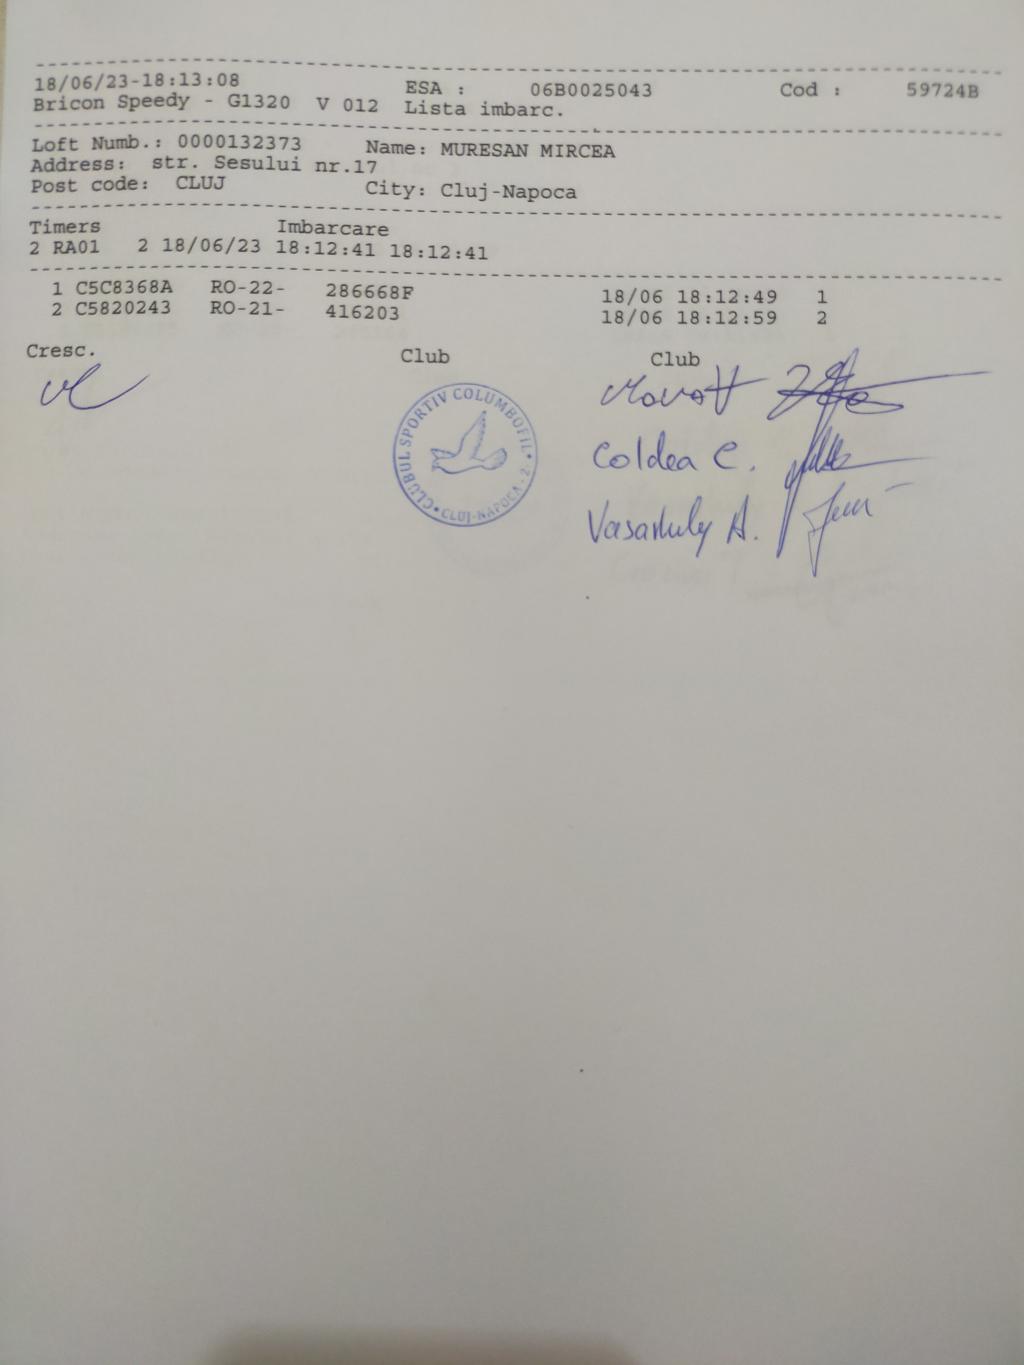 18/06/23-18:13:08 ESA : 06B0025043 Cod : 59724B
Bricon Speedy - G1320 V 012 Lista imbarc.
Loft Numb.: 0000132373 Name: MURESAN MIRCEA
Address: str. Sesului nr.17
Post code: CLUJ City: Cluj-Napoca
Timers Imbarcare
2 RA01 2 18/06/23 18:12:41 18:12:41
1 C5C8368A RO-22- 286668F 18/06 18:12:49 1
2 C5820243 RO-21- 416203 18/06 18:12:59 2
Cresc. Club Club
CLUBUL SPORTIV COLUMBOFIL
CLUJ-NAPOCA - 2
Coldea C.